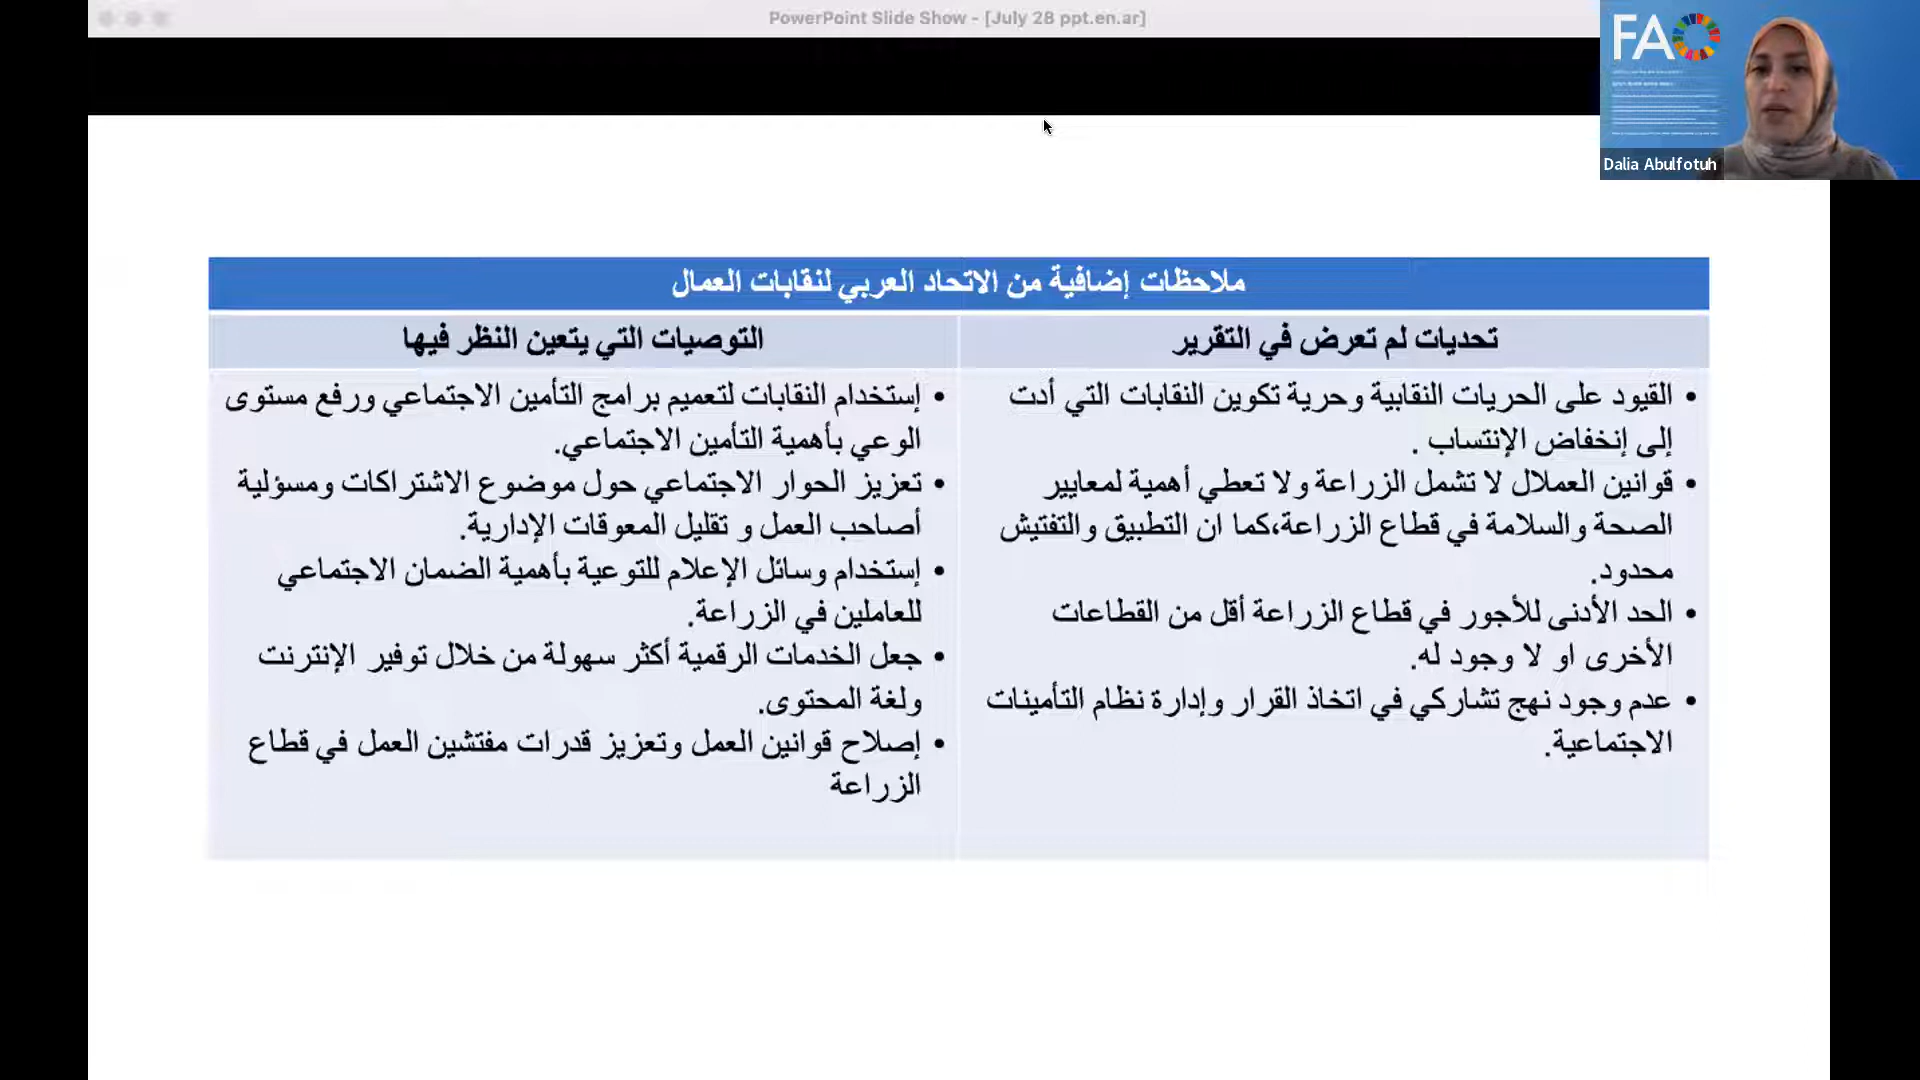 PowerPoint Slide Show - [July 28 ppt.en.ar]
FAO
Dalia Abulfotuh
ملاحظات إضافية من الاتحاد العربي لنقابات العمال
تحديات لم تعرض في التقرير
• القيود على الحريات النقابية وحرية تكوين النقابات التي أدت
إلى إنخفاض الإنتساب .
• قوانين العملال لا تشمل الزراعة ولا تعطي أهمية لمعايير
الصحة والسلامة في قطاع الزراعة،كما ان التطبيق والتفتيش
محدود.
• الحد الأدنى للأجور في قطاع الزراعة أقل من القطاعات
الأخرى او لا وجود له.
• عدم وجود نهج تشاركي في اتخاذ القرار وإدارة نظام التأمينات
الاجتماعية.
التوصيات التي يتعين النظر فيها
• إستخدام النقابات لتعميم برامج التأمين الاجتماعي ورفع مستوى
الوعي بأهمية التأمين الاجتماعي.
• تعزيز الحوار الاجتماعي حول موضوع الاشتراكات ومسؤلية
أصاحب العمل و تقليل المعوقات الإدارية.
• إستخدام وسائل الإعلام للتوعية بأهمية الضمان الاجتماعي
للعاملين في الزراعة.
• جعل الخدمات الرقمية أكثر سهولة من خلال توفير الإنترنت
ولغة المحتوى.
• إصلاح قوانين العمل وتعزيز قدرات مفتشين العمل في قطاع
الزراعة